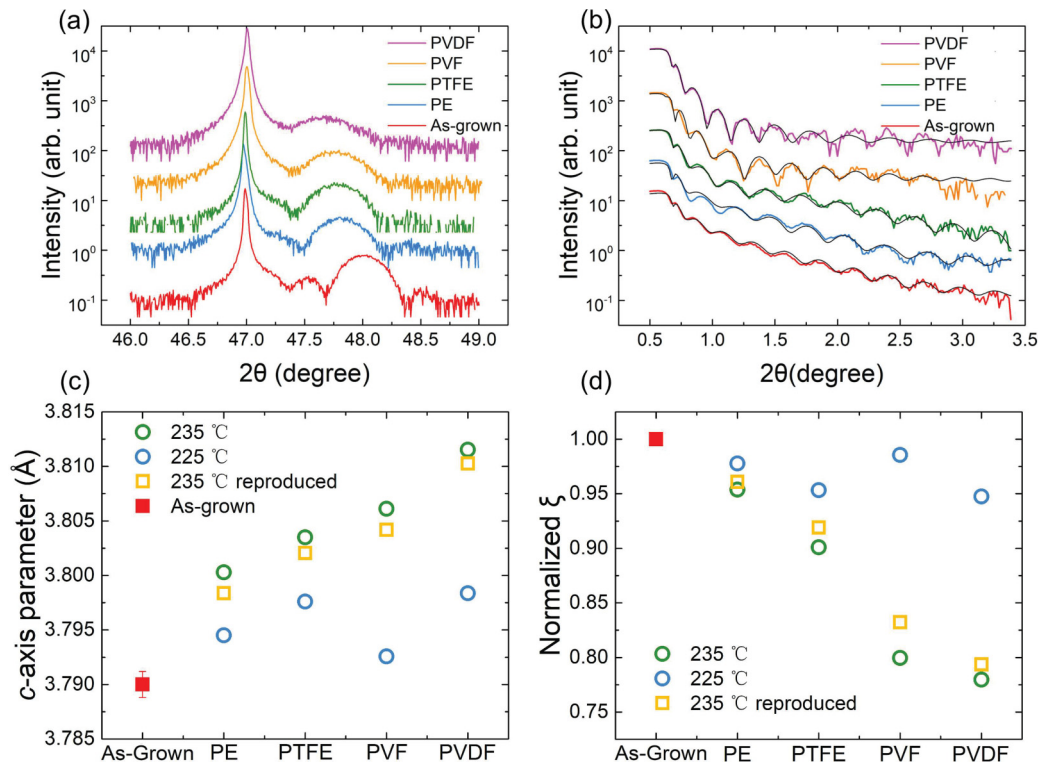 (a)
Intensity (arb. unit)
10^4
10^3
10^2
10^1
10^0
10^-1
PVDF
PVF
PTFE
PE
As-grown
46.0 46.5 47.0 47.5 48.0 48.5 49.0
2θ (degree)
(b)
Intensity (arb. unit)
10^4
10^3
10^2
10^1
10^0
10^-1
PVDF
PVF
PTFE
PE
As-grown
0.5 1.0 1.5 2.0 2.5 3.0 3.5
2θ(degree)
(c)
c-axis parameter (Å)
3.815
3.810
3.805
3.800
3.795
3.790
3.785
235 ℃
225 ℃
235 ℃ reproduced
As-grown
As-Grown PE PTFE PVF PVDF
(d)
Normalized ξ
1.00
0.95
0.90
0.85
0.80
0.75
235 ℃
225 ℃
235 ℃ reproduced
As-Grown PE PTFE PVF PVDF